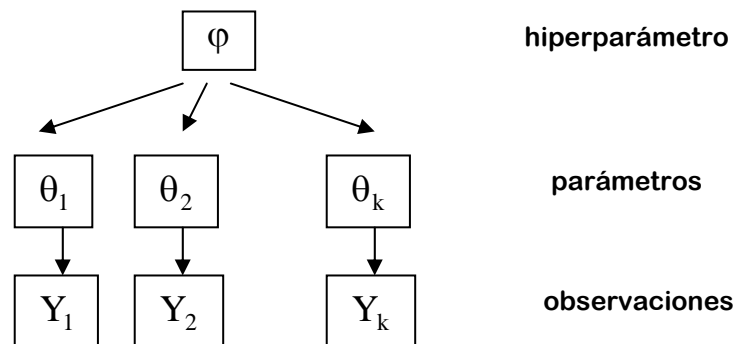 φ hiperparámetro
θ₁ θ₂ θₖ parámetros
Y₁ Y₂ Yₖ observaciones